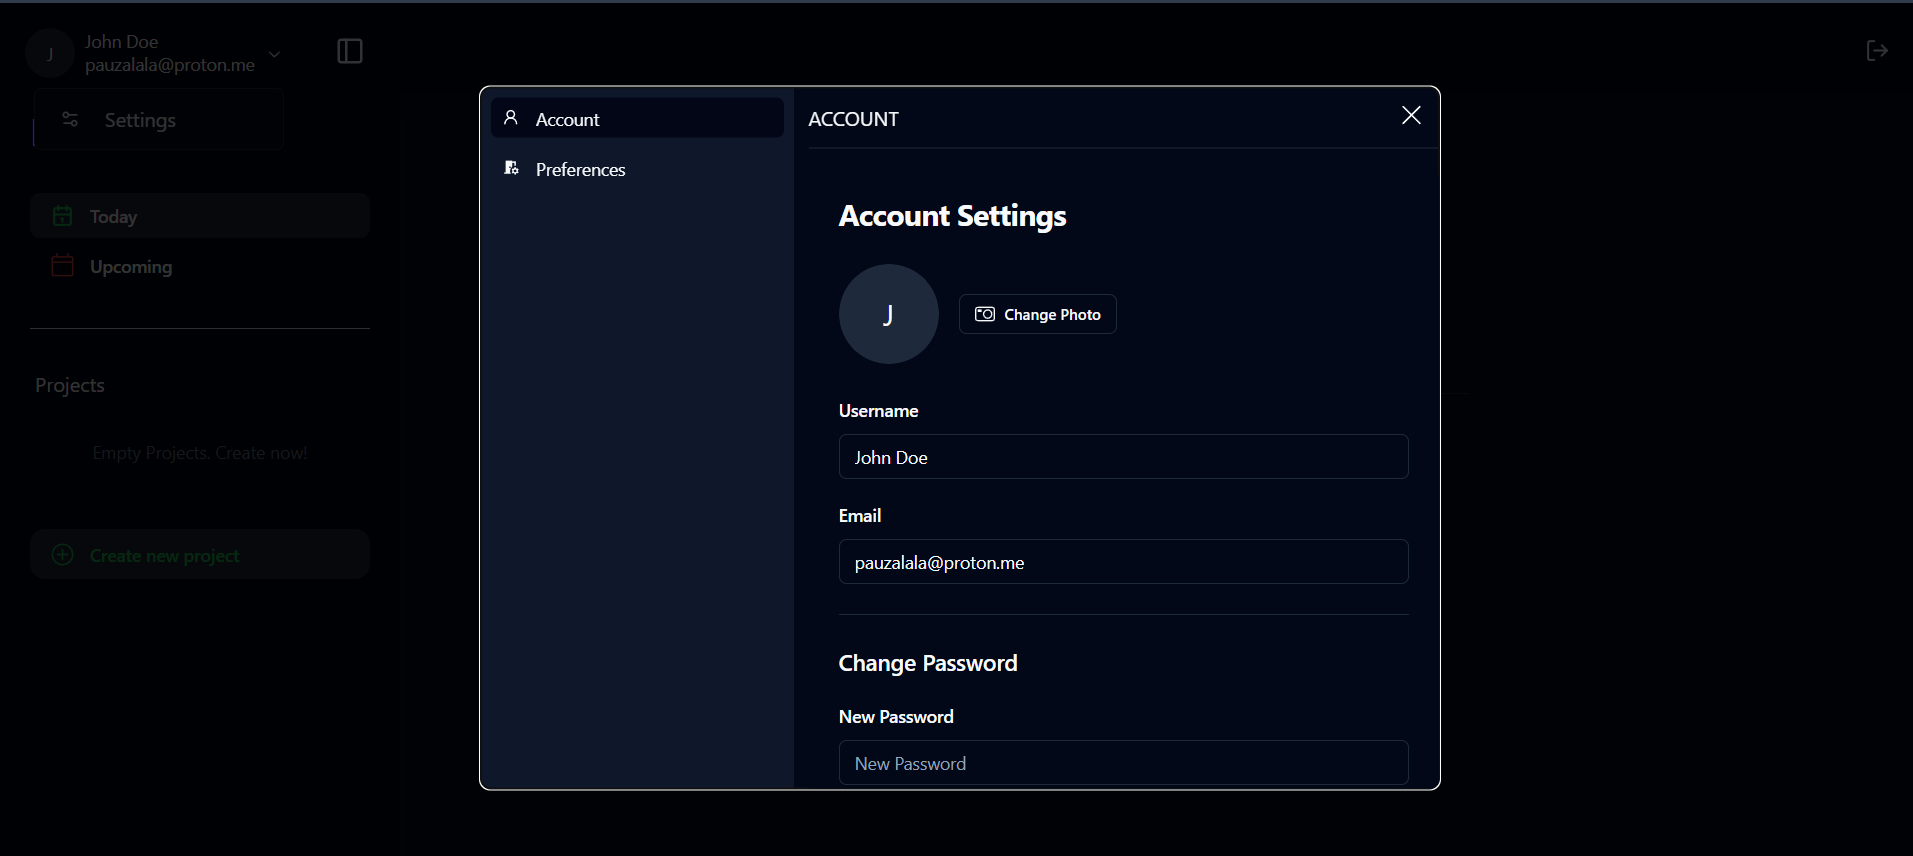 J
John Doe
pauzalala@proton.me
Settings
Today
Upcoming
Projects
Empty Projects. Create now!
Create new project
Account
Preferences
ACCOUNT
Account Settings
J
Change Photo
Username
John Doe
Email
pauzalala@proton.me
Change Password
New Password
New Password